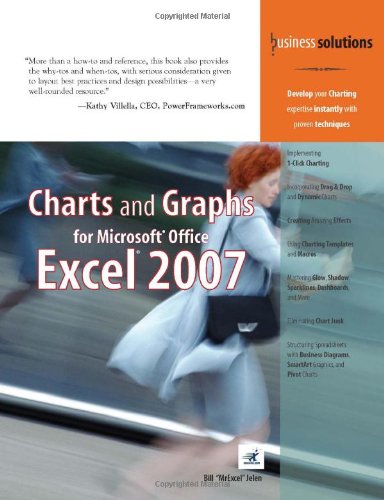 Copyrighted Material
business solutions
"More than a how-to and reference, this book also provides
the why-tos and when-tos, with serious consideration given
to layout best practices and design possibilities—a very
well-rounded resource."
—Kathy Villella, CEO, PowerFrameworks.com
Develop your Charting
expertise instantly with
proven techniques
Implementing
1-Click Charting
Incorporating Drag & Drop
and Dynamic Charts
Creating Amazing Effects
Using Charting Templates
and Macros
Mastering Glow, Shadow,
Sparklines, Dashboards,
and More
Eliminating Chart Junk
Structuring Spreadsheets
with Business Diagrams,
SmartArt Graphics, and
Pivot Charts
Charts and Graphs
for Microsoft® Office
Excel® 2007
Bill "MrExcel" Jelen
Copyrighted Material